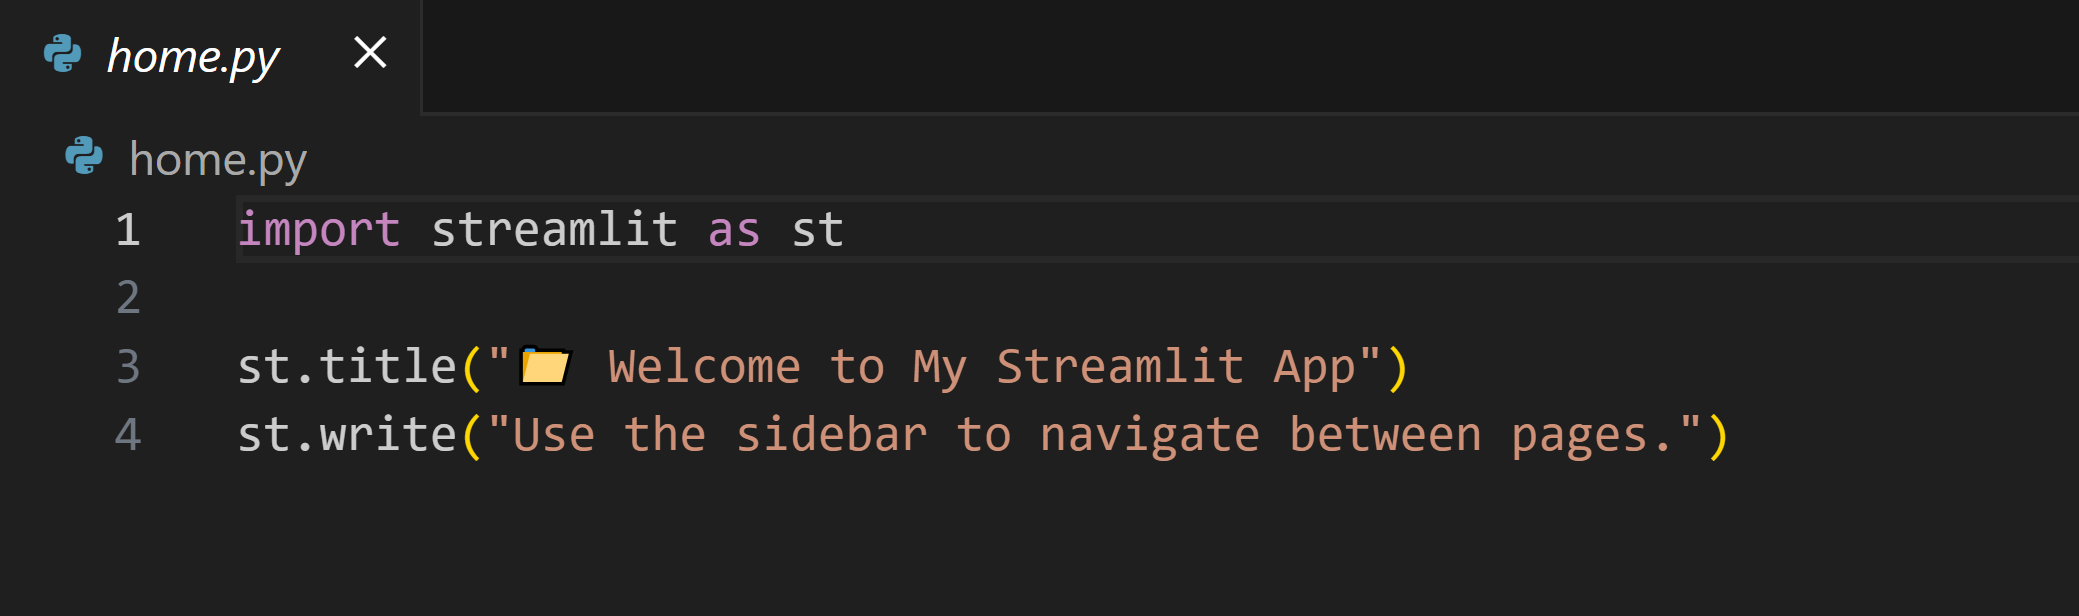 home.py
home.py
1 import streamlit as st
2
3 st.title("📂 Welcome to My Streamlit App")
4 st.write("Use the sidebar to navigate between pages.")